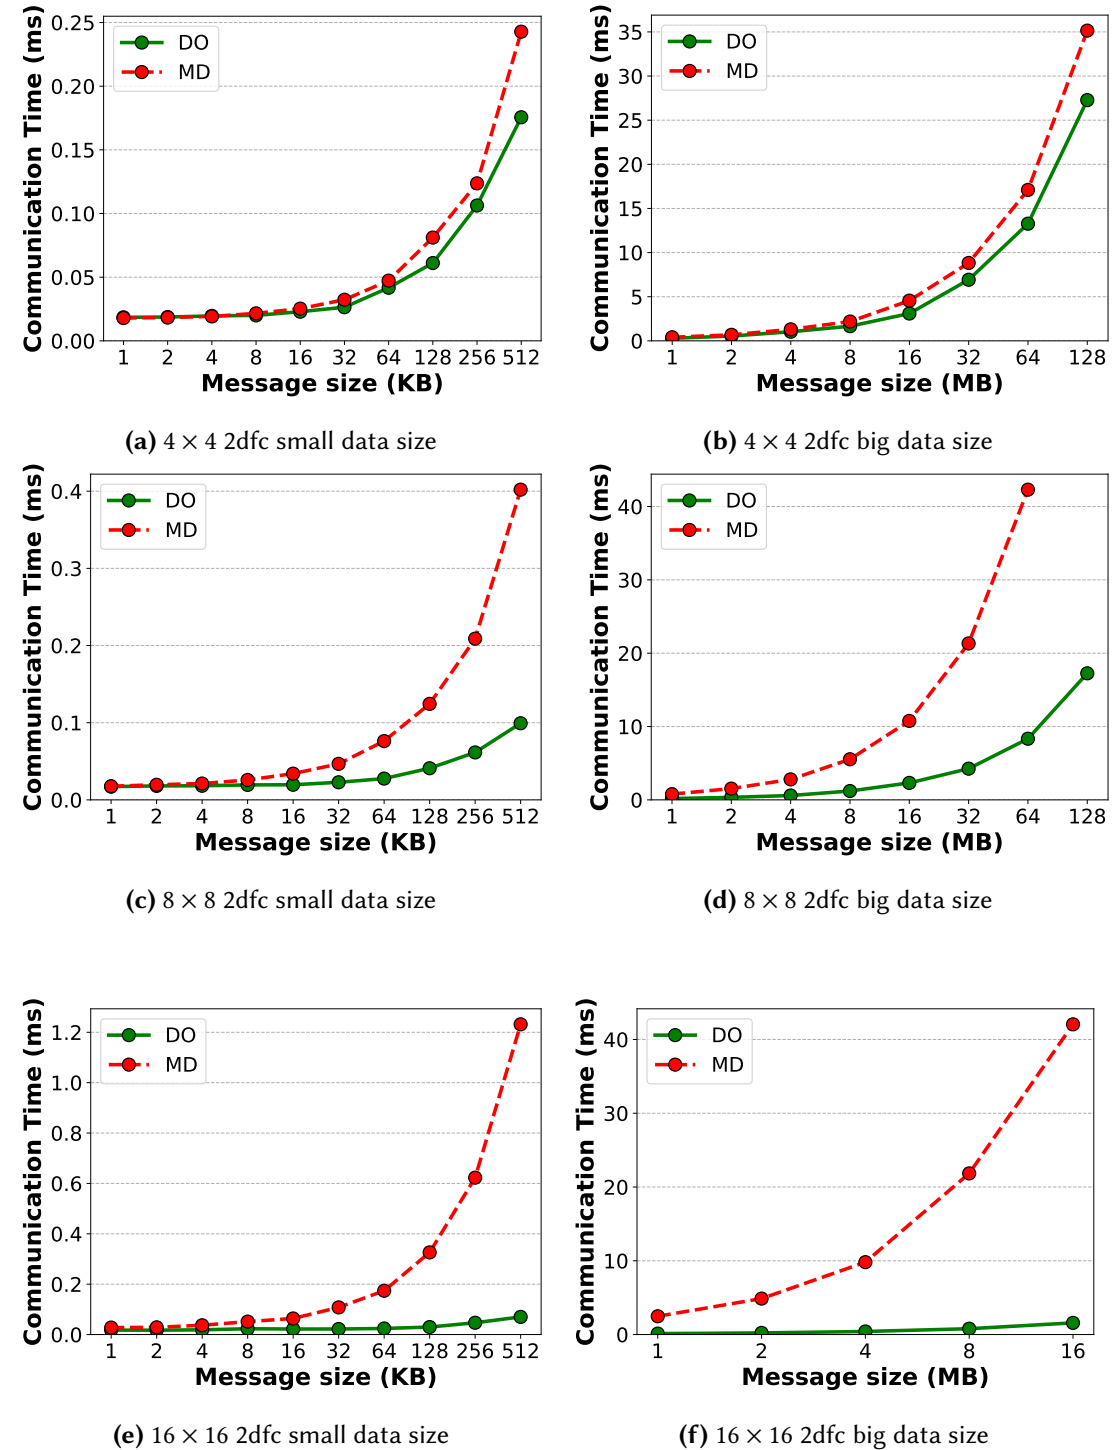 Communication Time (ms)
0.25
0.20
0.15
0.10
0.05
0.00
DO
MD
1 2 4 8 16 32 64 128 256 512
Message size (KB)
(a) 4 × 4 2dfc small data size
Communication Time (ms)
35
30
25
20
15
10
5
0
DO
MD
1 2 4 8 16 32 64 128
Message size (MB)
(b) 4 × 4 2dfc big data size
Communication Time (ms)
0.4
0.3
0.2
0.1
0.0
DO
MD
1 2 4 8 16 32 64 128 256 512
Message size (KB)
(c) 8 × 8 2dfc small data size
Communication Time (ms)
40
30
20
10
0
DO
MD
1 2 4 8 16 32 64 128
Message size (MB)
(d) 8 × 8 2dfc big data size
Communication Time (ms)
1.2
1.0
0.8
0.6
0.4
0.2
0.0
DO
MD
1 2 4 8 16 32 64 128 256 512
Message size (KB)
(e) 16 × 16 2dfc small data size
Communication Time (ms)
40
30
20
10
0
DO
MD
1 2 4 8 16
Message size (MB)
(f) 16 × 16 2dfc big data size